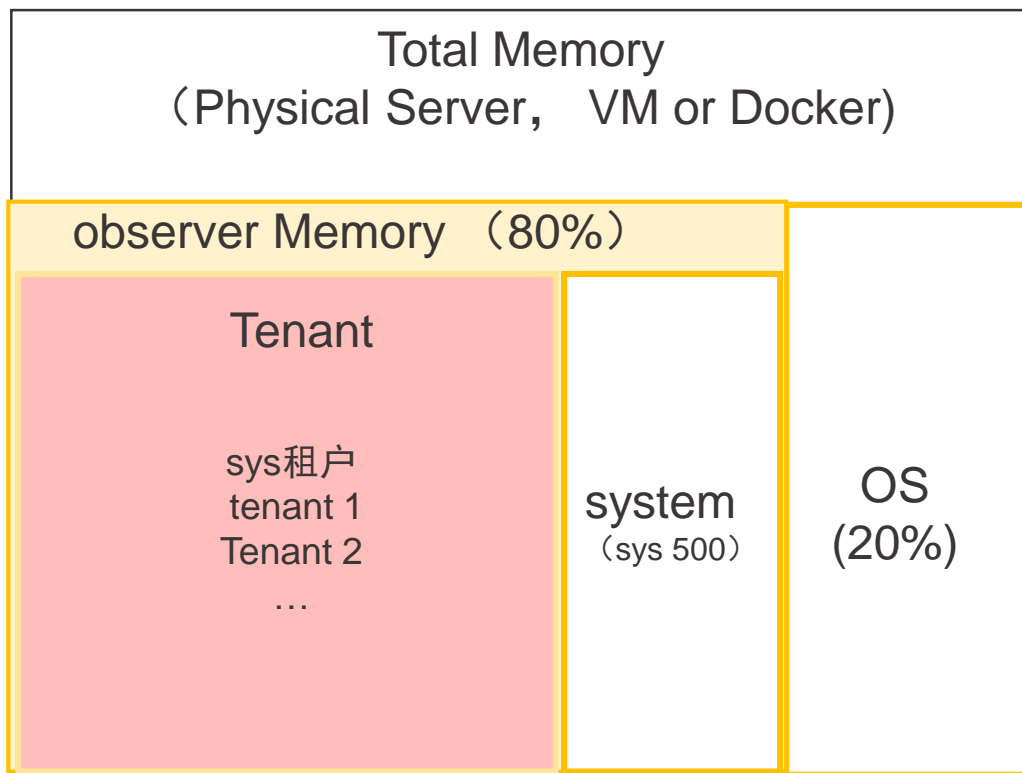 Total Memory
（Physical Server， VM or Docker)
observer Memory （80%）
Tenant
sys租户
tenant 1
Tenant 2
…
system
（sys 500）
OS
(20%)